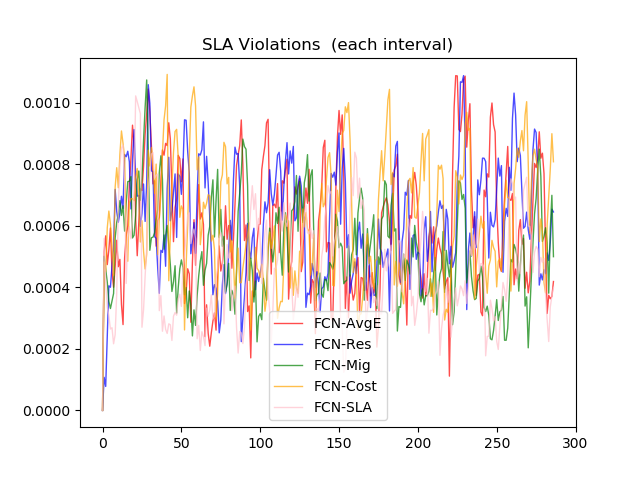 SLA Violations (each interval)
0.0010
0.0008
0.0006
0.0004
0.0002
0.0000
FCN-AvgE
FCN-Res
FCN-Mig
FCN-Cost
FCN-SLA
0 50 100 150 200 250 300